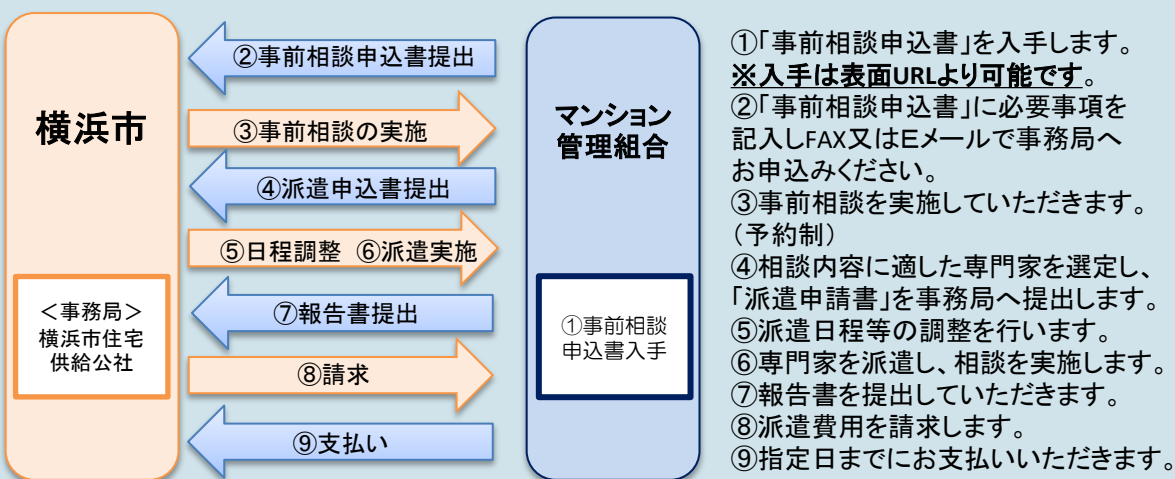 横浜市
＜事務局＞
横浜市住宅
供給公社
②事前相談申込書提出
③事前相談の実施
④派遣申込書提出
⑤日程調整 ⑥派遣実施
⑦報告書提出
⑧請求
⑨支払い
マンション
管理組合
①事前相談
申込書入手
①「事前相談申込書」を入手します。
※入手は表面URLより可能です。
②「事前相談申込書」に必要事項を
記入しFAX又はEメールで事務局へ
お申込みください。
③事前相談を実施していただきます。
（予約制）
④相談内容に適した専門家を選定し、
「派遣申請書」を事務局へ提出します。
⑤派遣日程等の調整を行います。
⑥専門家を派遣し、相談を実施します。
⑦報告書を提出していただきます。
⑧派遣費用を請求します。
⑨指定日までにお支払いいただきます。